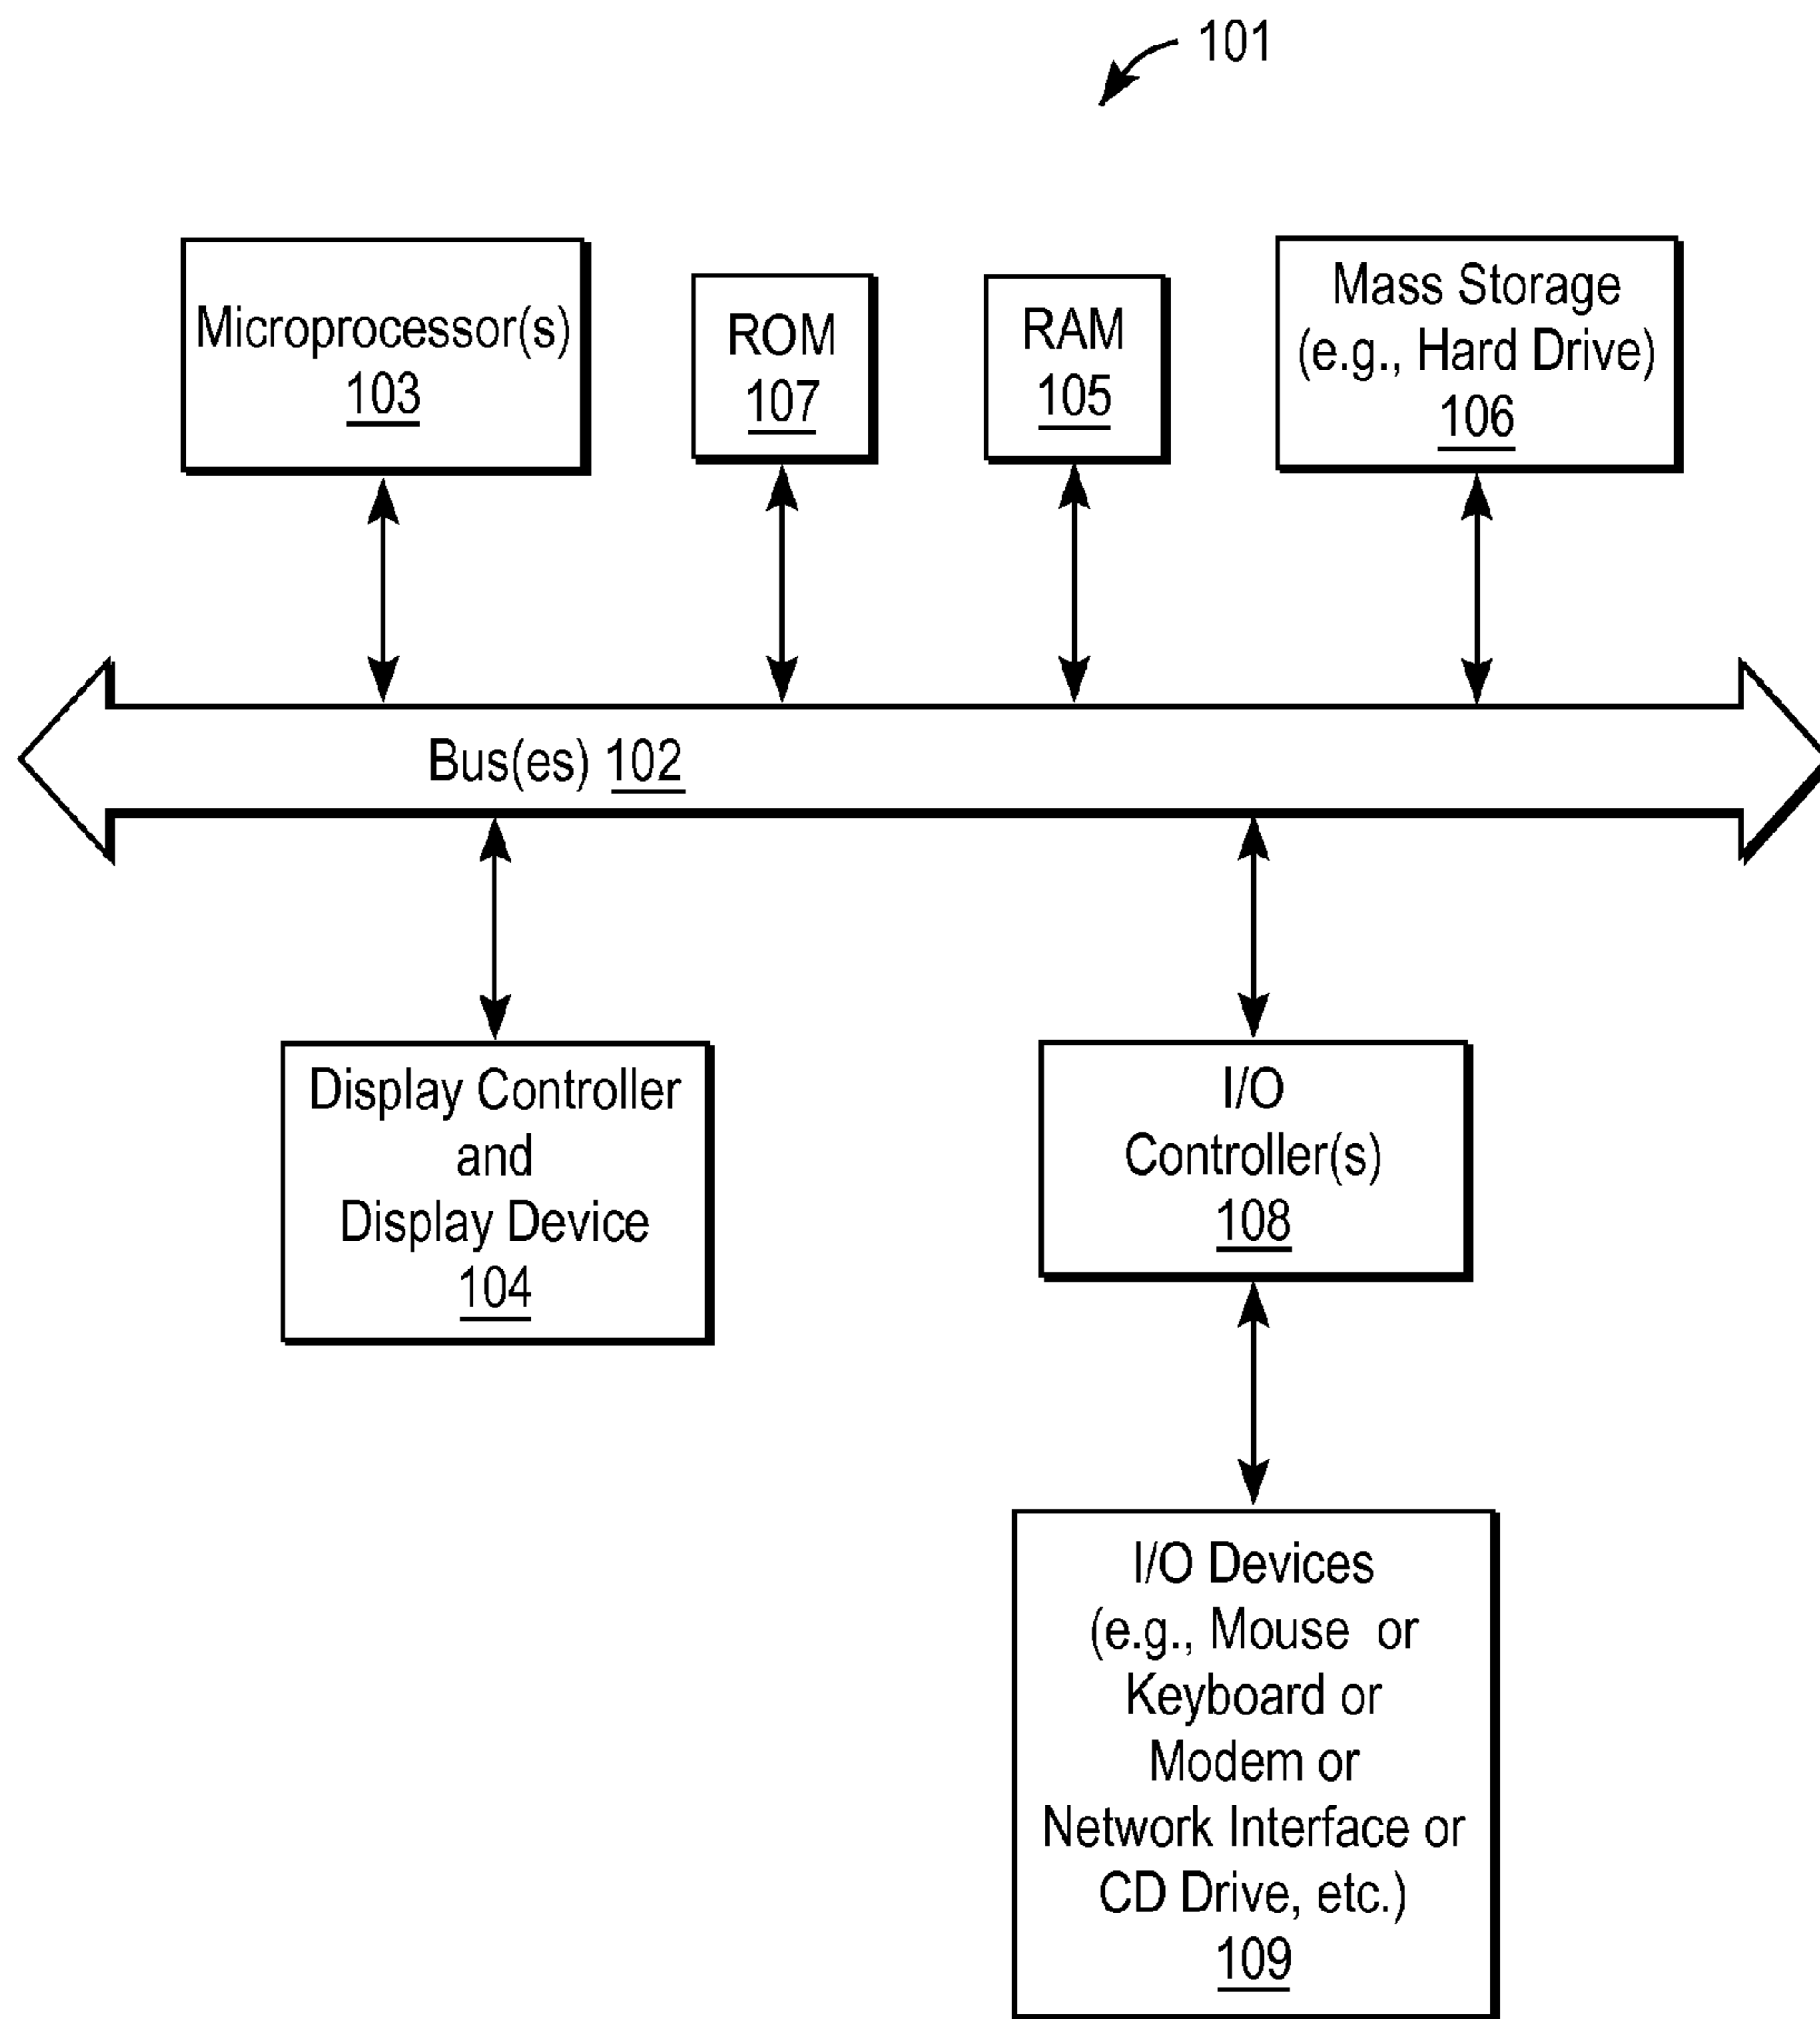 101
Microprocessor(s)
103
ROM
107
RAM
105
Mass Storage
(e.g., Hard Drive)
106
Bus(es) 102
Display Controller
and
Display Device
104
I/O
Controller(s)
108
I/O Devices
(e.g., Mouse or
Keyboard or
Modem or
Network Interface or
CD Drive, etc.)
109